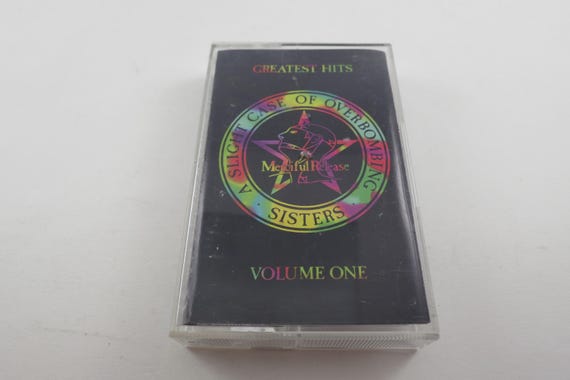 GREATEST HITS
A SLIGHT CASE OF OVERBOMBING
Merciful Release
SISTERS
VOLUME ONE